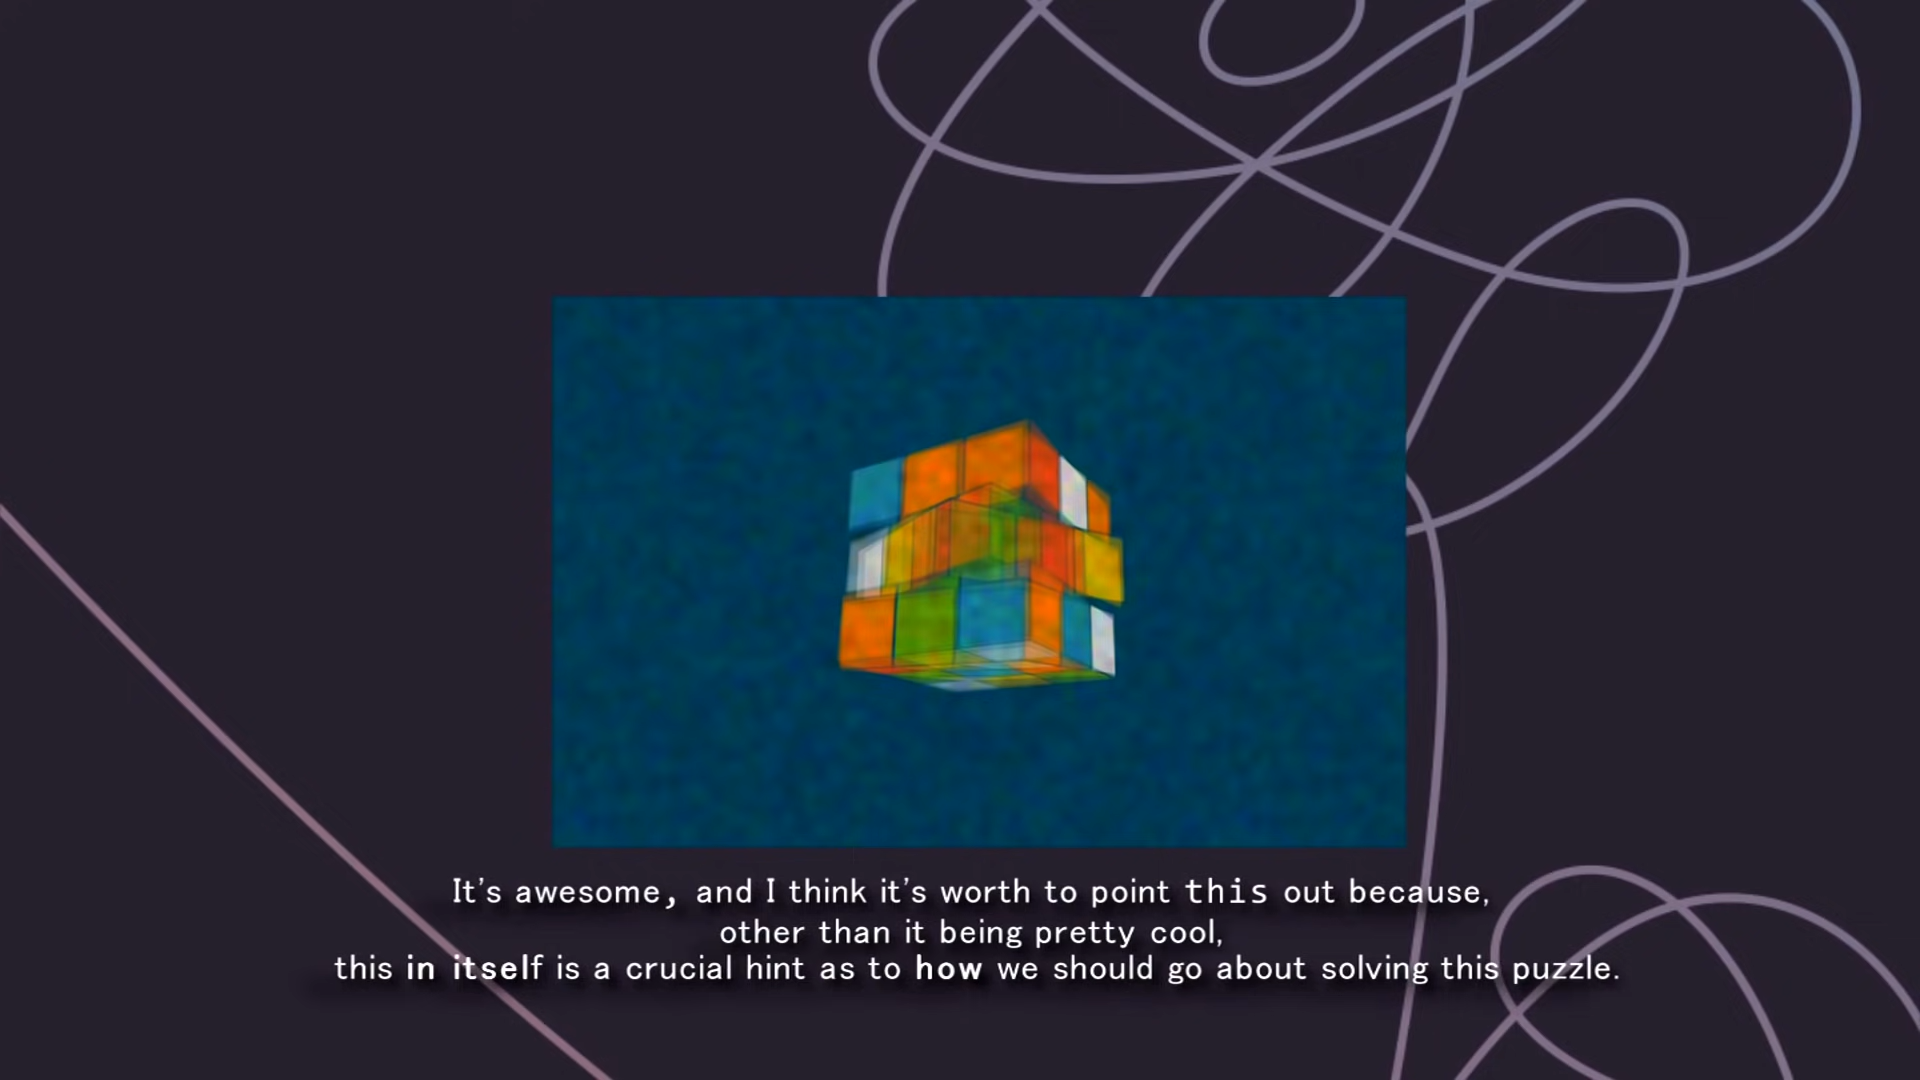 It's awesome, and I think it's worth to point this out because,
other than it being pretty cool,
this in itself is a crucial hint as to how we should go about solving this puzzle.